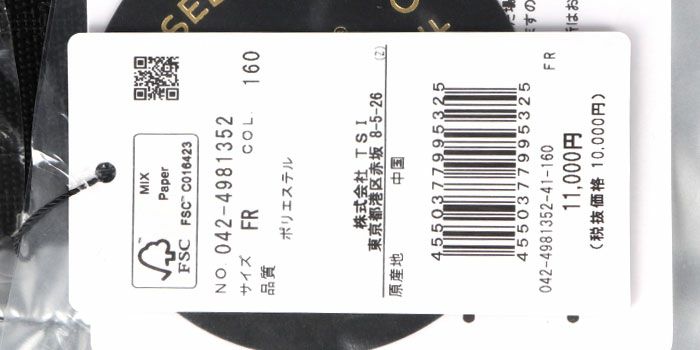 NO. 042-4981352
サイズ FR COL. 160
品質
ポリエステル
株式会社 TSI
東京都港区赤坂 8-5-26 (Z)
原産地 中国
4550377995325
4550377995325
042-4981352-41-160 FR
11,000円
(税抜価格 10,000円)
MIX
Paper
FSC™ C016423
FSC
SEL